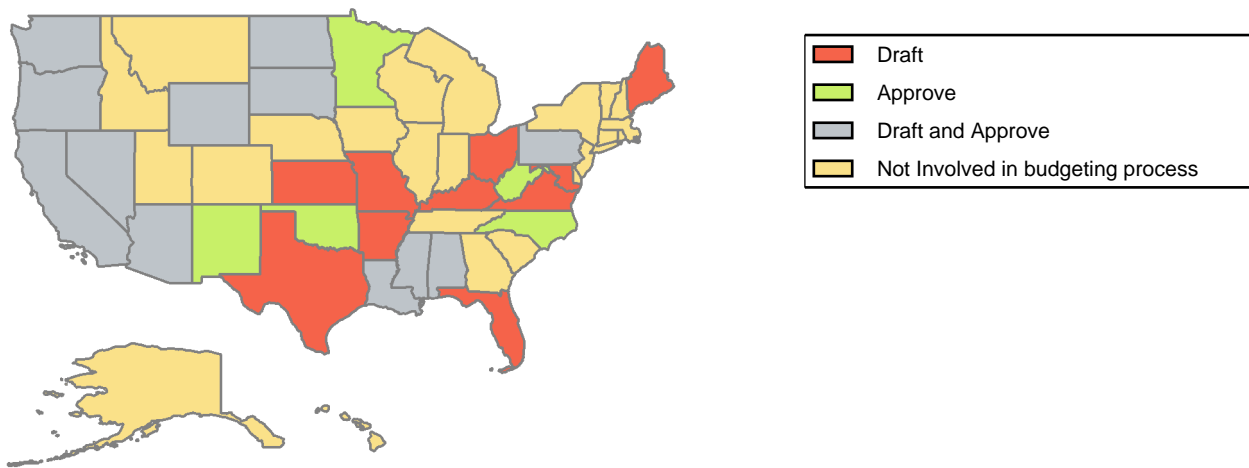 Draft
Approve
Draft and Approve
Not Involved in budgeting process